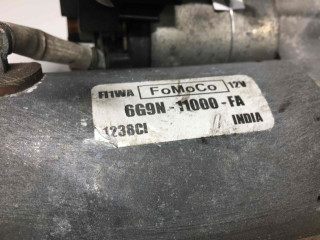 FI1WA FoMoCo 12V
6G9N - 11000 - FA
1238CI INDIA